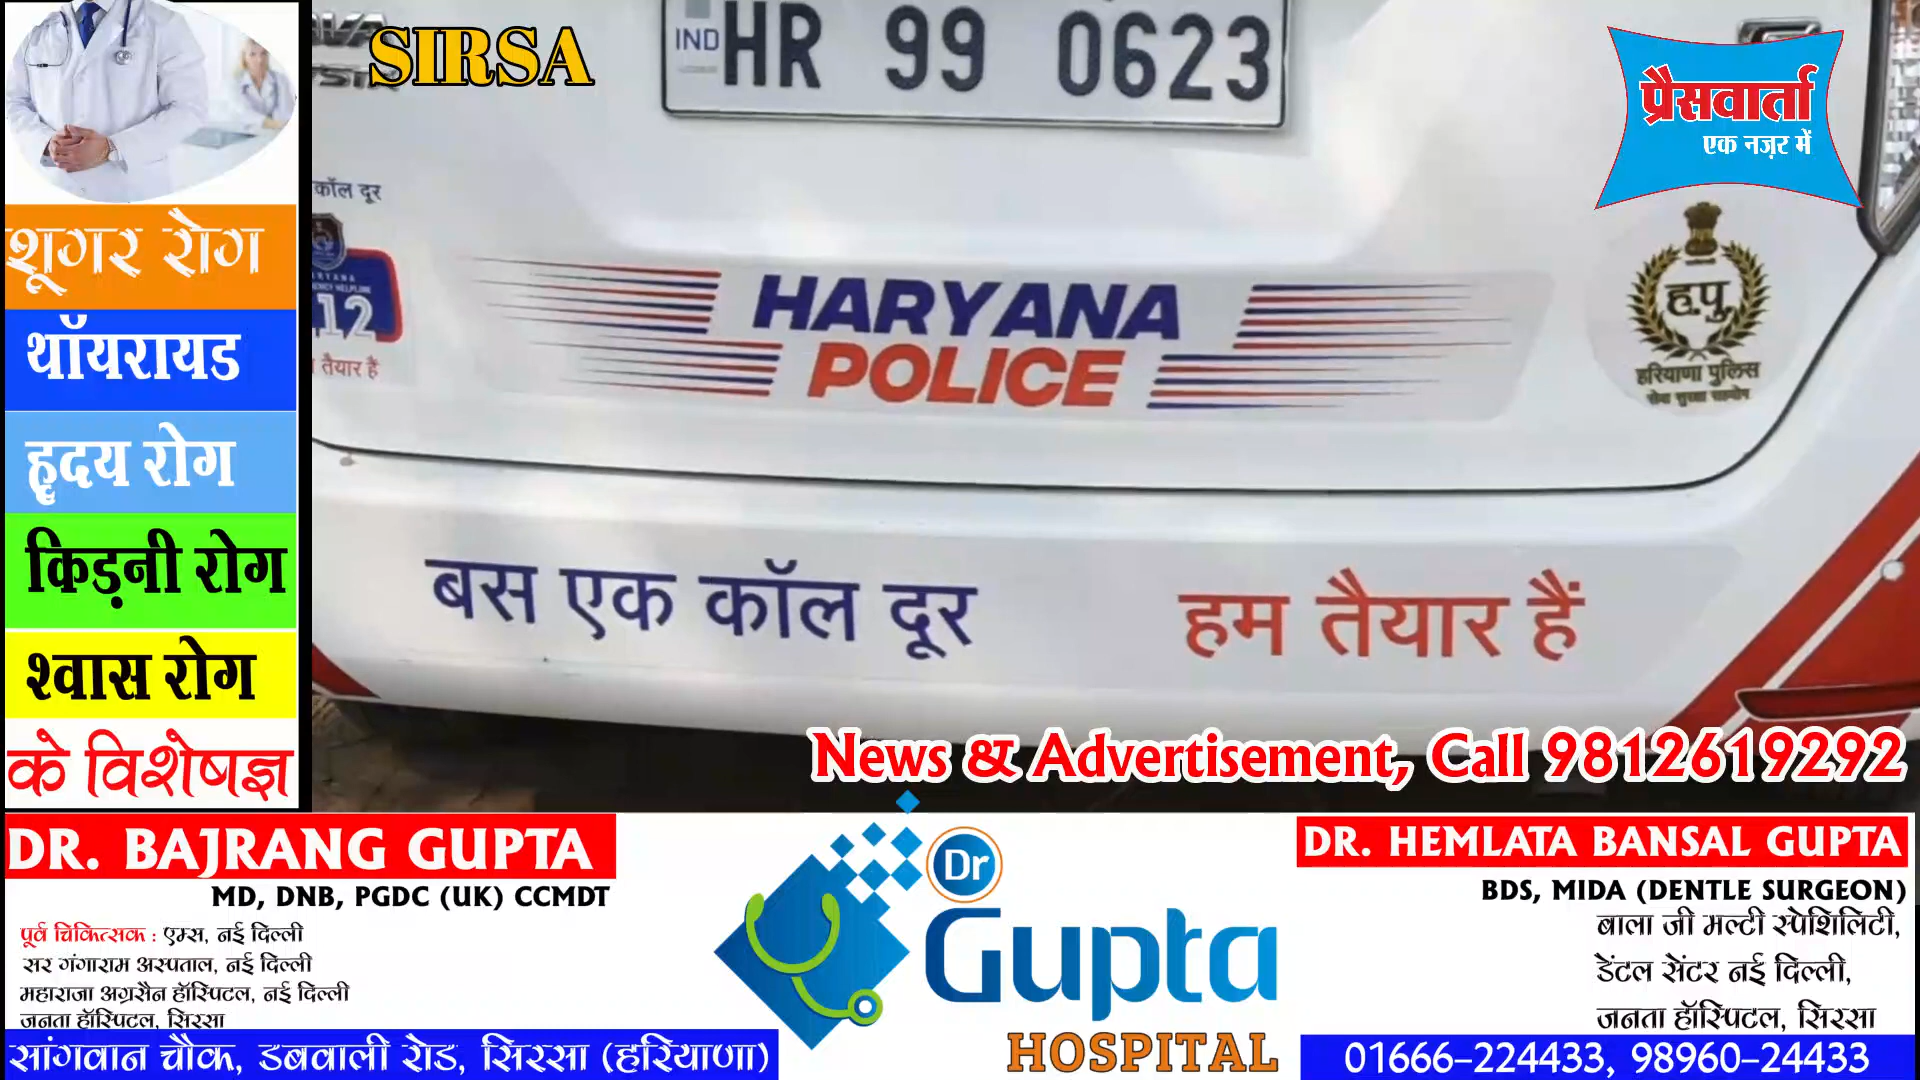 SIRSA
IND HR 99 0623
प्रैसवार्ता
एक नज़र में
कॉल दूर
12
तैयार हैं
HARYANA
POLICE
ह.पु.
हरियाणा पुलिस
सेवा सुरक्षा सहयोग
बस एक कॉल दूर हम तैयार हैं
शूगर रोग
थॉयरायड
हृदय रोग
किड़नी रोग
श्वास रोग
के विशेषज्ञ
News & Advertisement, Call 9812619292
DR. BAJRANG GUPTA
MD, DNB, PGDC (UK) CCMDT
पूर्व चिकित्सक : एम्स, नई दिल्ली
सर गंगाराम अस्पताल, नई दिल्ली
महाराजा अग्रसैन हॉस्पिटल, नई दिल्ली
जनता हॉस्पिटल, सिरसा
सांगवान चौक, डबवाली रोड, सिरसा (हरियाणा)
Dr
Gupta
HOSPITAL
DR. HEMLATA BANSAL GUPTA
BDS, MIDA (DENTLE SURGEON)
बाला जी मल्टी स्पेशिलिटी,
डेंटल सेंटर नई दिल्ली,
जनता हॉस्पिटल, सिरसा
01666-224433, 98960-24433